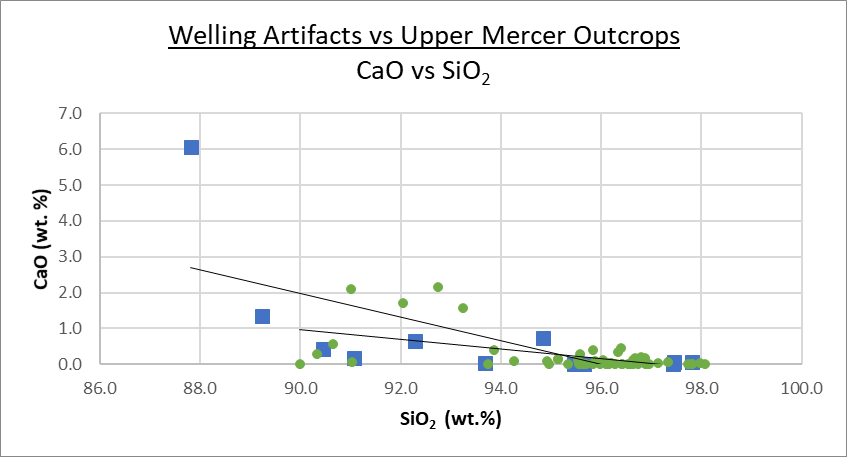 Welling Artifacts vs Upper Mercer Outcrops
CaO vs SiO₂
7.0
6.0
5.0
4.0
3.0
2.0
1.0
0.0
CaO (wt. %)
86.0 88.0 90.0 92.0 94.0 96.0 98.0 100.0
SiO₂ (wt.%)